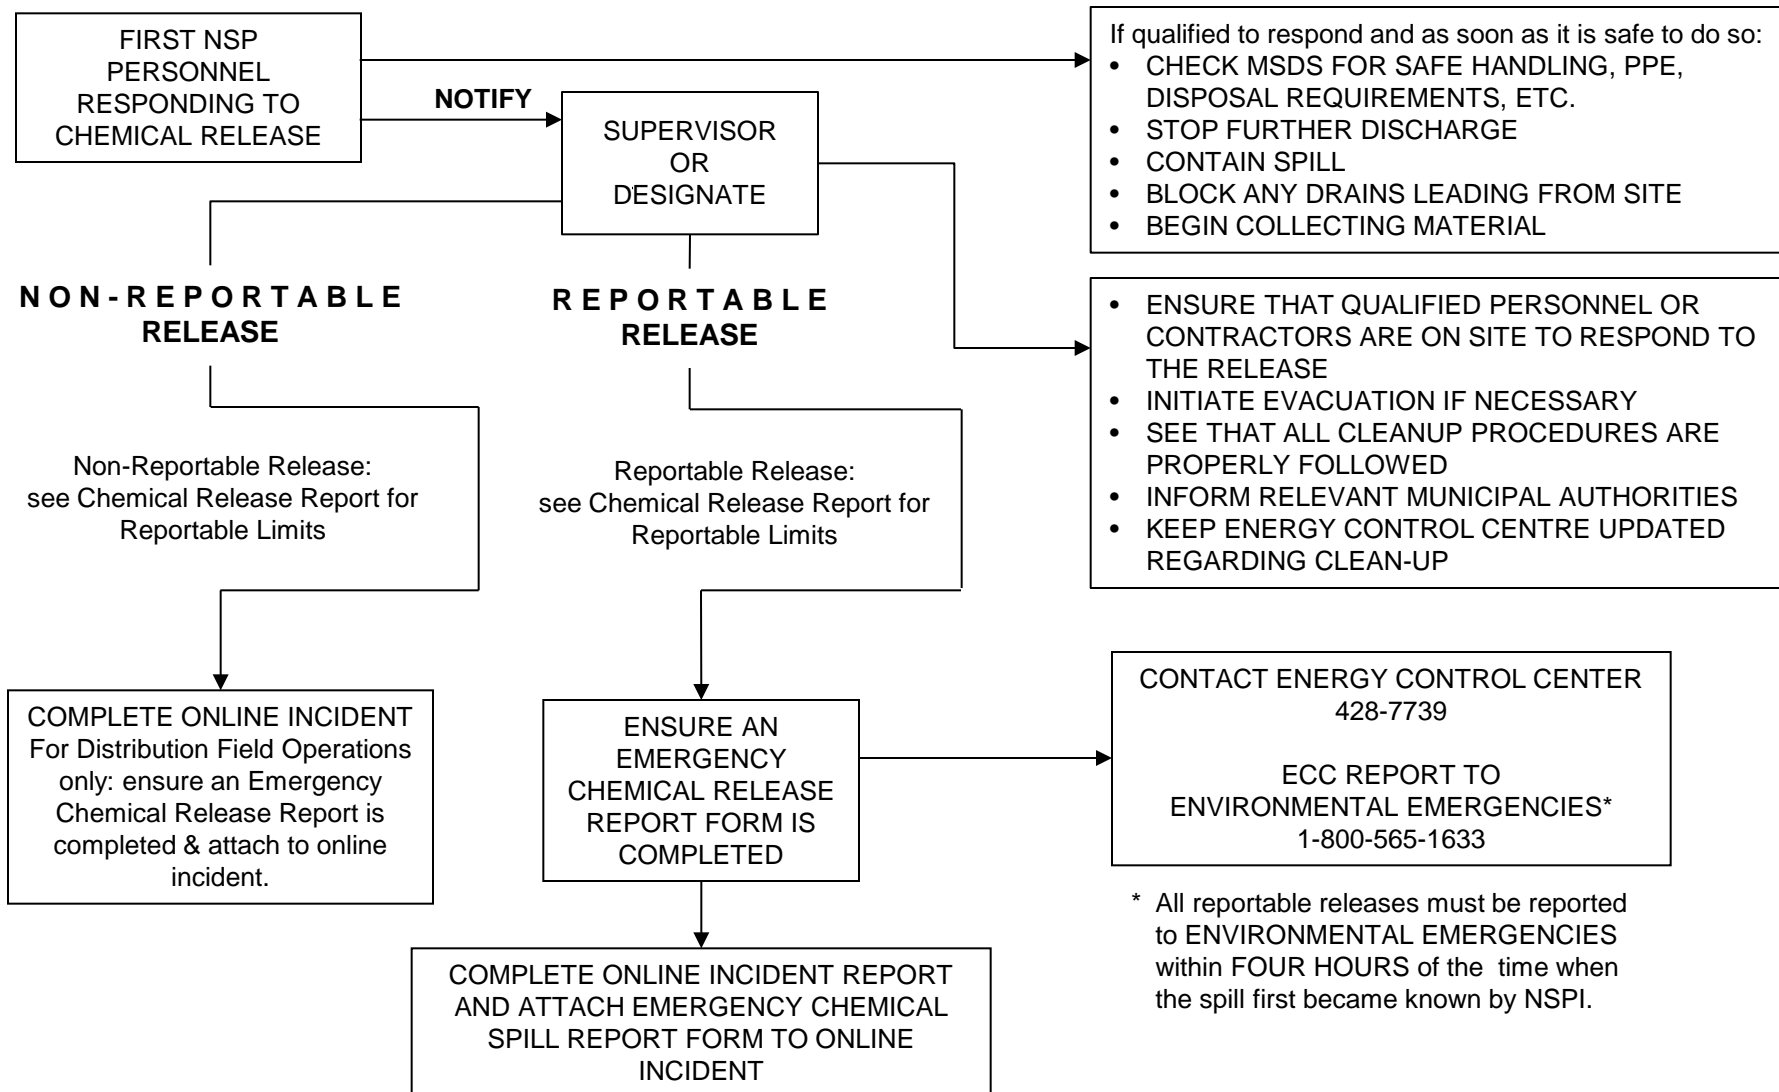 FIRST NSP
PERSONNEL
RESPONDING TO
CHEMICAL RELEASE
NOTIFY
SUPERVISOR
OR
DESIGNATE
If qualified to respond and as soon as it is safe to do so:
• CHECK MSDS FOR SAFE HANDLING, PPE,
DISPOSAL REQUIREMENTS, ETC.
• STOP FURTHER DISCHARGE
• CONTAIN SPILL
• BLOCK ANY DRAINS LEADING FROM SITE
• BEGIN COLLECTING MATERIAL
• ENSURE THAT QUALIFIED PERSONNEL OR
CONTRACTORS ARE ON SITE TO RESPOND TO
THE RELEASE
• INITIATE EVACUATION IF NECESSARY
• SEE THAT ALL CLEANUP PROCEDURES ARE
PROPERLY FOLLOWED
• INFORM RELEVANT MUNICIPAL AUTHORITIES
• KEEP ENERGY CONTROL CENTRE UPDATED
REGARDING CLEAN-UP
NON-REPORTABLE
RELEASE
Non-Reportable Release:
see Chemical Release Report for
Reportable Limits
COMPLETE ONLINE INCIDENT
For Distribution Field Operations
only: ensure an Emergency
Chemical Release Report is
completed & attach to online
incident.
REPORTABLE
RELEASE
Reportable Release:
see Chemical Release Report for
Reportable Limits
ENSURE AN
EMERGENCY
CHEMICAL RELEASE
REPORT FORM IS
COMPLETED
CONTACT ENERGY CONTROL CENTER
428-7739
ECC REPORT TO
ENVIRONMENTAL EMERGENCIES*
1-800-565-1633
* All reportable releases must be reported
to ENVIRONMENTAL EMERGENCIES
within FOUR HOURS of the time when
the spill first became known by NSPI.
COMPLETE ONLINE INCIDENT REPORT
AND ATTACH EMERGENCY CHEMICAL
SPILL REPORT FORM TO ONLINE
INCIDENT